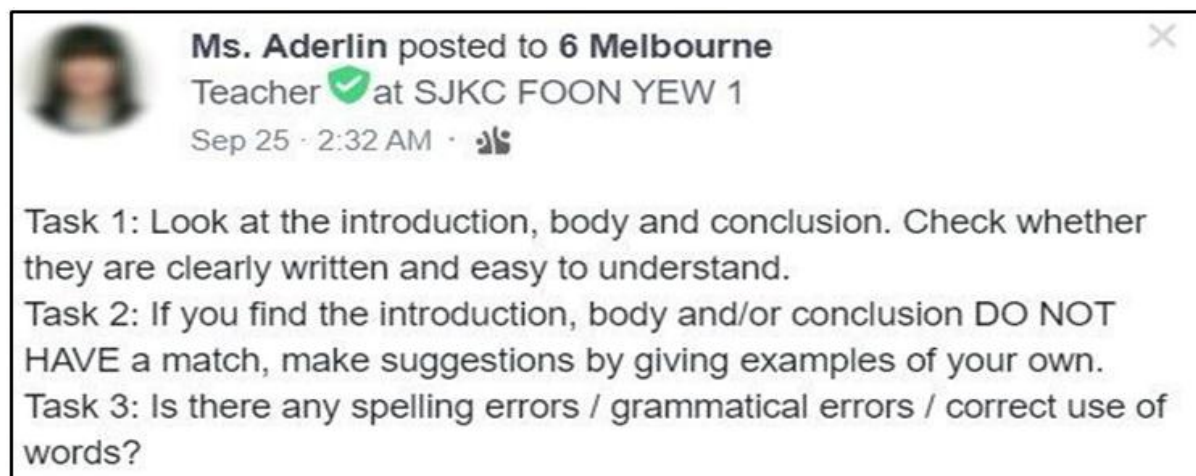 Ms. Aderlin posted to 6 Melbourne
Teacher at SJKC FOON YEW 1
Sep 25 · 2:32 AM ·
Task 1: Look at the introduction, body and conclusion. Check whether
they are clearly written and easy to understand.
Task 2: If you find the introduction, body and/or conclusion DO NOT
HAVE a match, make suggestions by giving examples of your own.
Task 3: Is there any spelling errors / grammatical errors / correct use of
words?